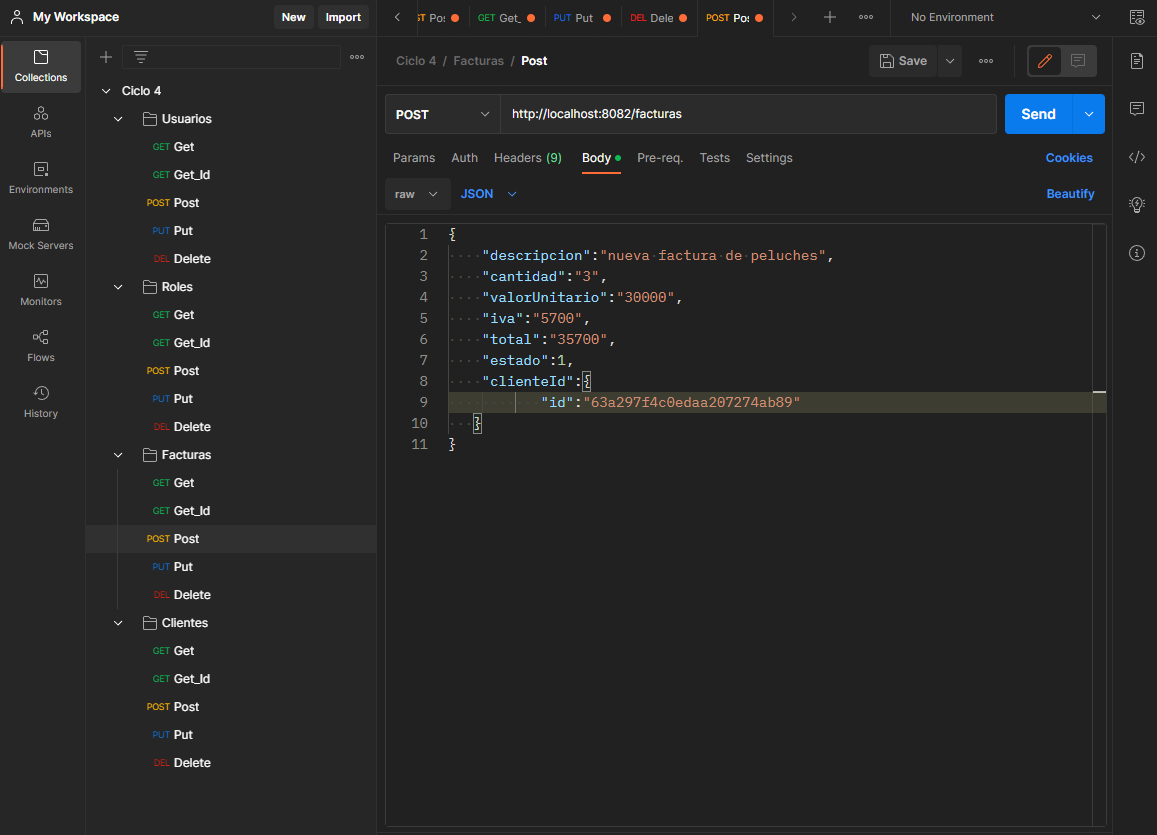 My Workspace
New
Import
ST Pos
GET Get_
PUT Put
DEL Dele
POST Pos
No Environment
Collections
APIs
Environments
Mock Servers
Monitors
Flows
History
Ciclo 4
Usuarios
GET Get
GET Get_Id
POST Post
PUT Put
DEL Delete
Roles
GET Get
GET Get_Id
POST Post
PUT Put
DEL Delete
Facturas
GET Get
GET Get_Id
POST Post
PUT Put
DEL Delete
Clientes
GET Get
GET Get_Id
POST Post
PUT Put
DEL Delete
Ciclo 4 / Facturas / Post
Save
POST
http://localhost:8082/facturas
Send
Params Auth Headers (9) Body Pre-req. Tests Settings
Cookies
raw
JSON
Beautify
1 {
2 "descripcion":"nueva factura de peluches",
3 "cantidad":"3",
4 "valorUnitario":"30000",
5 "iva":"5700",
6 "total":"35700",
7 "estado":1,
8 "clienteId":{
9 "id":"63a297f4c0edaa207274ab89"
10 }
11 }